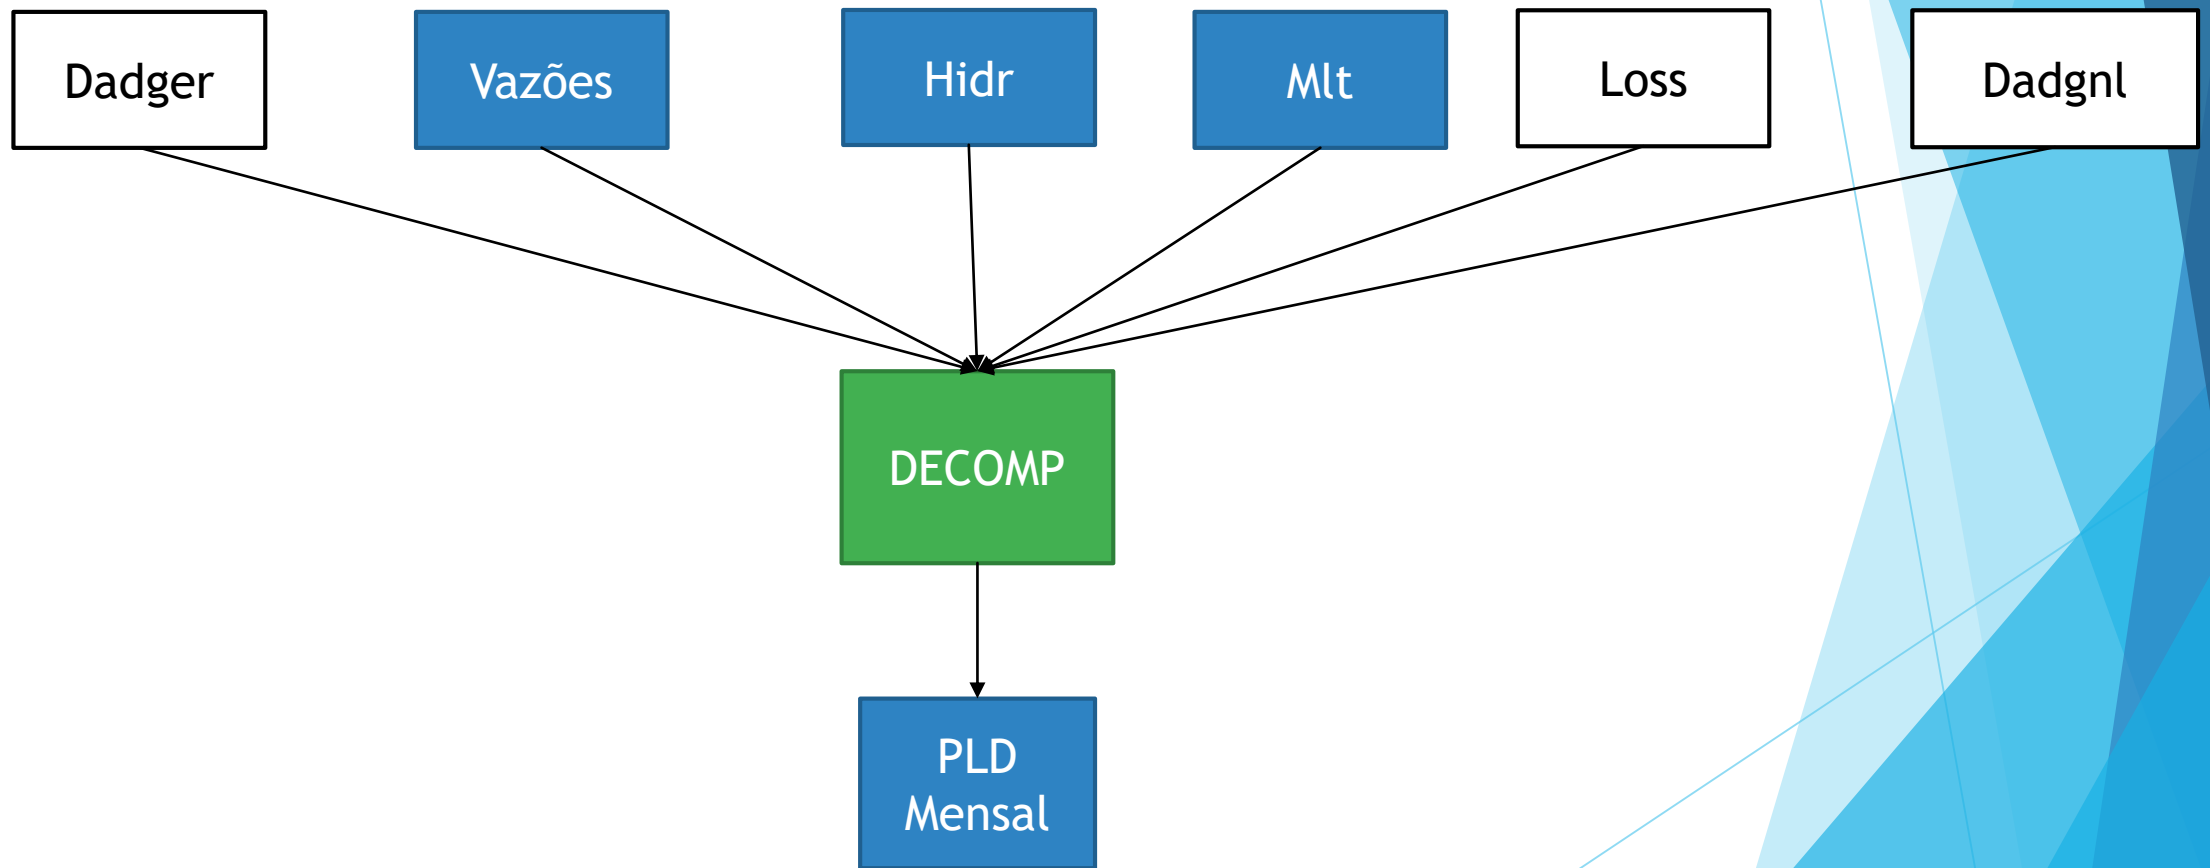 Dadger
Vazões
Hidr
Mlt
Loss
Dadgnl
DECOMP
PLD
Mensal